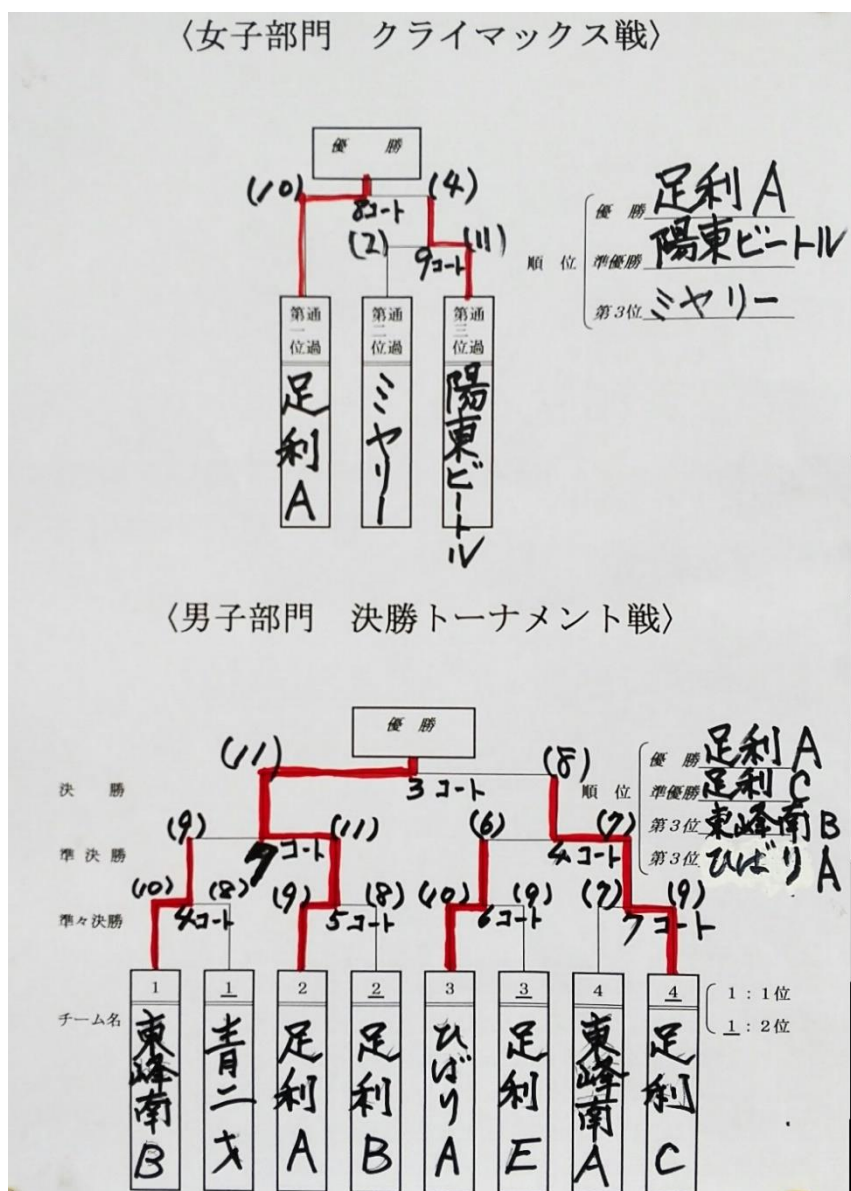 〈女子部門　クライマックス戦〉
優　勝
(10) (4)
8コート
(2) (11)
9コート
順　位
優　勝 足利A
準優勝 陽東ビートル
第3位 ミヤリー
第一位通過 第二位通過 第三位通過
足利A ミヤリー 陽東ビートル
〈男子部門　決勝トーナメント戦〉
優　勝
(11) (8)
決　勝 3コート
順　位
優　勝 足利A
準優勝 足利C
第3位 東峰南B
第3位 ひばりA
(9) (11) (6) (7)
準決勝 コート 4コート
(10) (8) (9) (8) (10) (9) (7) (9)
準々決勝 4コート 5コート 6コート 7コート
1 1 2 2 3 3 4 4
1：1位
1：2位
チーム名 東峰南B 青二才 足利A 足利B ひばりA 足利E 東峰南A 足利C